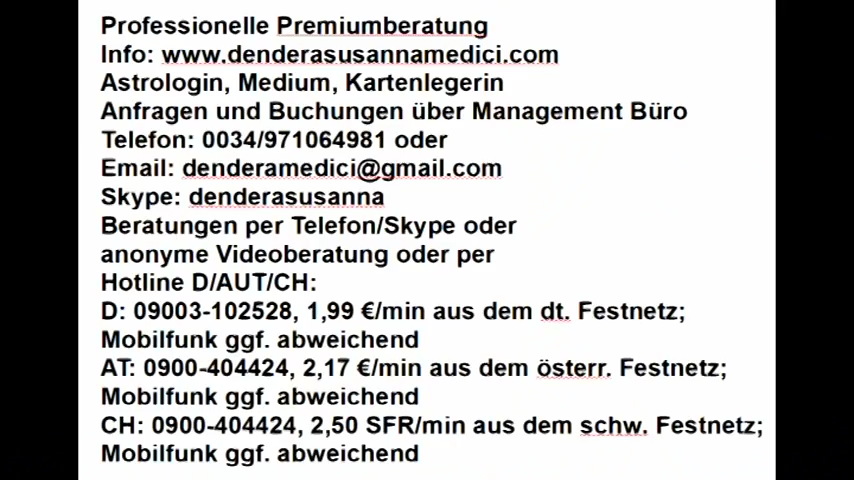 Professionelle Premiumberatung
Info: www.denderasusannamedici.com
Astrologin, Medium, Kartenlegerin
Anfragen und Buchungen über Management Büro
Telefon: 0034/971064981 oder
Email: denderamedici@gmail.com
Skype: denderasusanna
Beratungen per Telefon/Skype oder
anonyme Videoberatung oder per
Hotline D/AUT/CH:
D: 09003-102528, 1,99 €/min aus dem dt. Festnetz;
Mobilfunk ggf. abweichend
AT: 0900-404424, 2,17 €/min aus dem österr. Festnetz;
Mobilfunk ggf. abweichend
CH: 0900-404424, 2,50 SFR/min aus dem schw. Festnetz;
Mobilfunk ggf. abweichend